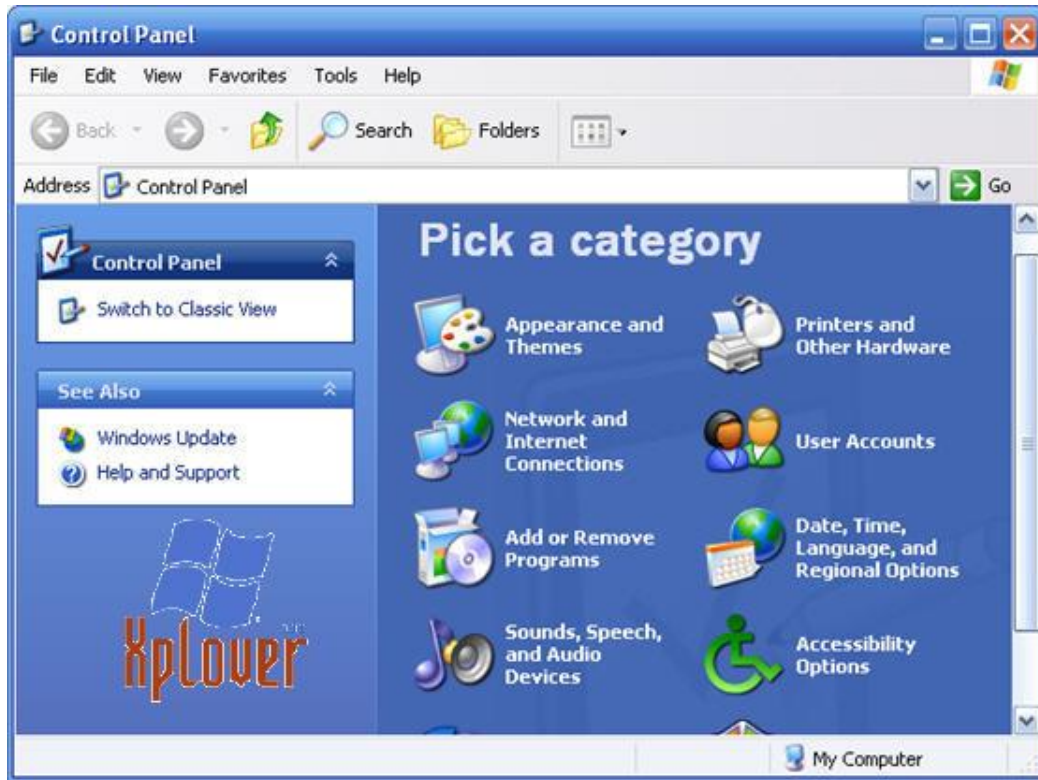 Control Panel
File Edit View Favorites Tools Help
Back Search Folders
Address Control Panel Go
Control Panel
Switch to Classic View
See Also
Windows Update
Help and Support
Xplover
Pick a category
Appearance and
Themes
Printers and
Other Hardware
Network and
Internet
Connections
User Accounts
Add or Remove
Programs
Date, Time,
Language, and
Regional Options
Sounds, Speech,
and Audio
Devices
Accessibility
Options
My Computer